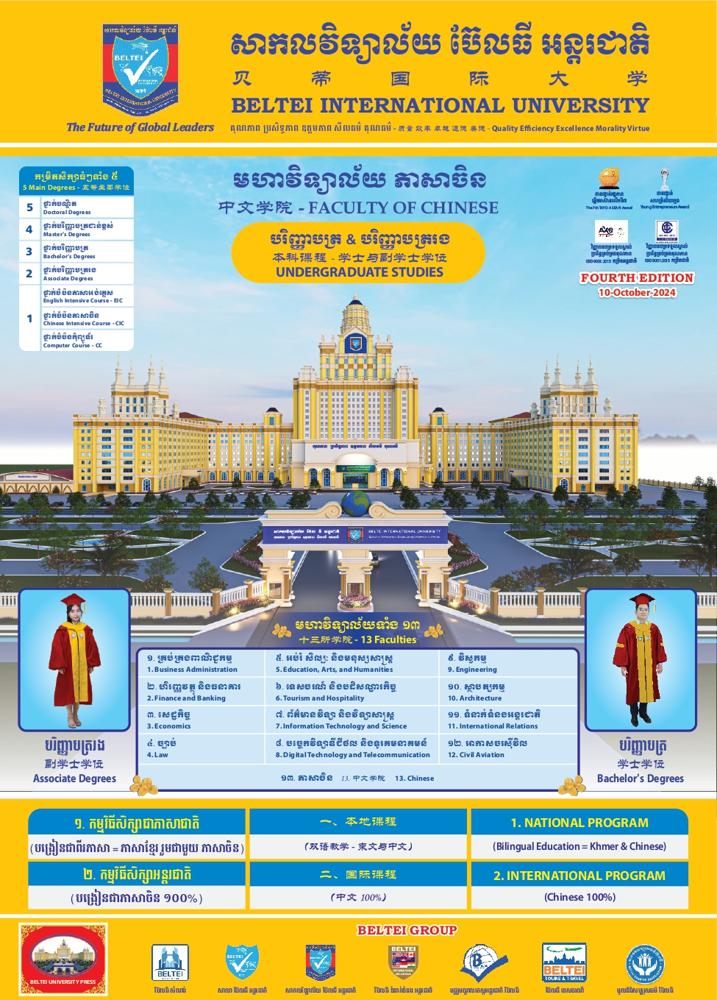 សាកលវិទ្យាល័យ ប៊ែលធី អន្តរជាតិ
贝蒂国际大学
BELTEI INTERNATIONAL UNIVERSITY
The Future of Global Leaders
គុណភាព ប្រសិទ្ធភាព ឧត្តមភាព សីលធម៌ គុណធម៌ - 质量 效率 卓越 道德 美德 - Quality Efficiency Excellence Morality Virtue
BELTEI
កម្រិតសិក្សាធំៗទាំង ៥
5 Main Degrees - 五等主要学位
5 ថ្នាក់បណ្ឌិត
Doctoral Degrees
4 ថ្នាក់បរិញ្ញាបត្រជាន់ខ្ពស់
Master's Degrees
3 ថ្នាក់បរិញ្ញាបត្រ
Bachelor's Degrees
2 ថ្នាក់បរិញ្ញាបត្ររង
Associate Degrees
1
ថ្នាក់បំប៉នភាសាអង់គ្លេស
English Intensive Course - EIC
ថ្នាក់បំប៉នភាសាចិន
Chinese Intensive Course - CIC
ថ្នាក់បំប៉នកុំព្យូទ័រ
Computer Course - CC
មហាវិទ្យាល័យ ភាសាចិន
中文学院 - FACULTY OF CHINESE
បរិញ្ញាបត្រ & បរិញ្ញាបត្ររង
本科课程 - 学士与副学士学位
UNDERGRADUATE STUDIES
FOURTH EDITION
10-October-2024
BELTEI INTERNATIONAL UNIVERSITY
មហាវិទ្យាល័យទាំង ១៣
十三所学院 - 13 Faculties
១. គ្រប់គ្រងពាណិជ្ជកម្ម
1. Business Administration
២. ហិរញ្ញវត្ថុ និងធនាគារ
2. Finance and Banking
៣. សេដ្ឋកិច្ច
3. Economics
៤. ច្បាប់
4. Law
៥. អប់រំ សិល្បៈ និងមនុស្សសាស្ត្រ
5. Education, Arts, and Humanities
៦. ទេសចរណ៍ និងបដិសណ្ឋារកិច្ច
6. Tourism and Hospitality
៧. ព័ត៌មានវិទ្យា និងវិទ្យាសាស្ត្រ
7. Information Technology and Science
៨. បច្ចេកវិទ្យាឌីជីថល និងទូរគមនាគមន៍
8. Digital Technology and Telecommunication
៩. វិស្វកម្ម
9. Engineering
១០. ស្ថាបត្យកម្ម
10. Architecture
១១. ទំនាក់ទំនងអន្តរជាតិ
11. International Relations
១២. អាកាសចរស៊ីវិល
12. Civil Aviation
១៣. ភាសាចិន 13. 中文学院 13. Chinese
បរិញ្ញាបត្ររង
副学士学位
Associate Degrees
បរិញ្ញាបត្រ
学士学位
Bachelor's Degrees
១. កម្មវិធីសិក្សាជាភាសាជាតិ
一、本地课程
1. NATIONAL PROGRAM
(បង្រៀនជាពីរភាសា = ភាសាខ្មែរ រួមជាមួយ ភាសាចិន)
(双语教学 - 柬文与中文)
(Bilingual Education = Khmer & Chinese)
២. កម្មវិធីសិក្សាអន្តរជាតិ
二、国际课程
2. INTERNATIONAL PROGRAM
(បង្រៀនជាភាសាចិន ១០០%)
(中文 100%)
(Chinese 100%)
BELTEI GROUP
BELTEI UNIVERSITY PRESS
BELTEI
BELTEI
TOURS & TRAVEL